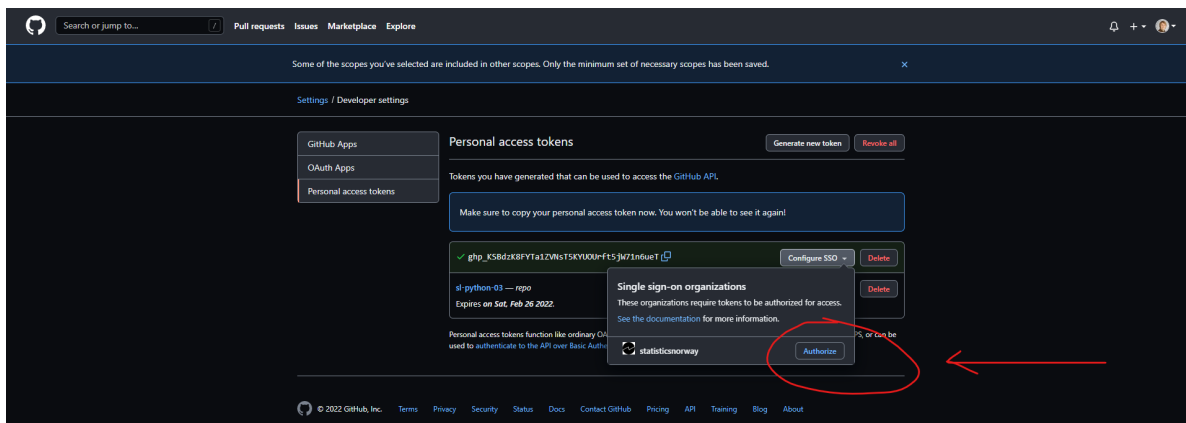 Search or jump to... /
Pull requests Issues Marketplace Explore
Some of the scopes you've selected are included in other scopes. Only the minimum set of necessary scopes has been saved.
Settings / Developer settings
GitHub Apps
OAuth Apps
Personal access tokens
Personal access tokens
Generate new token
Revoke all
Tokens you have generated that can be used to access the GitHub API.
Make sure to copy your personal access token now. You won't be able to see it again!
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
Configure SSO
Delete
sl-python-03 — repo
Delete
Expires on Sat, Feb 26 2022.
Single sign-on organizations
These organizations require tokens to be authorized for access.
See the documentation for more information.
statisticsnorway
Authorize
Personal access tokens function like ordinary OA
PS, or can be
used to authenticate to the API over Basic Authe
© 2022 GitHub, Inc. Terms Privacy Security Status Docs Contact GitHub Pricing API Training Blog About